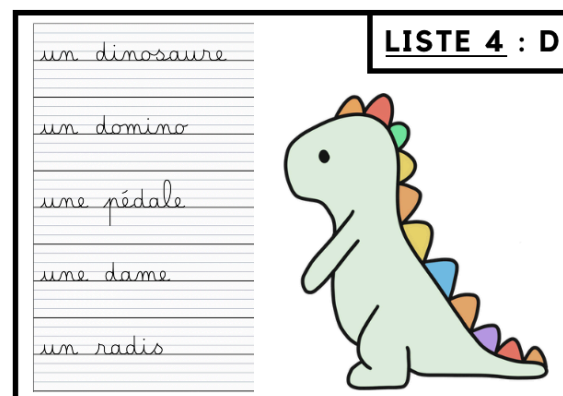 LISTE 4 : D
un dinosaure
un domino
une pédale
une dame
un radis